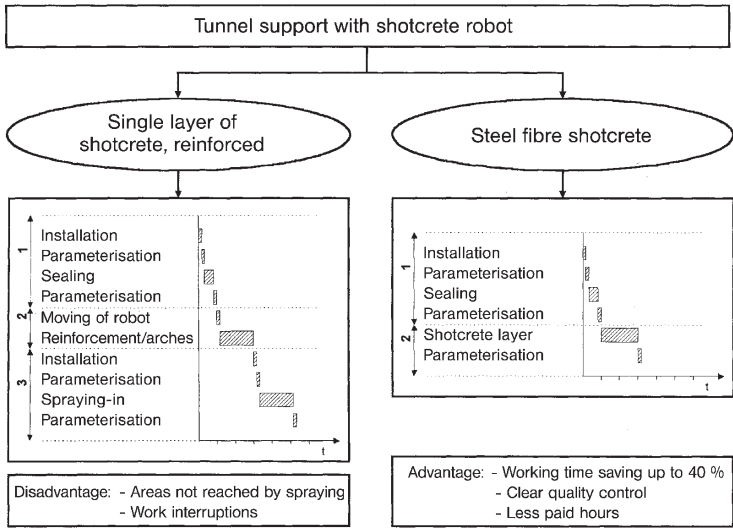 Tunnel support with shotcrete robot
Single layer of
shotcrete, reinforced
Steel fibre shotcrete
1
Installation
Parameterisation
Sealing
Parameterisation
2
Moving of robot
Reinforcement/arches
3
Installation
Parameterisation
Spraying-in
Parameterisation
t
1
Installation
Parameterisation
Sealing
Parameterisation
2
Shotcrete layer
Parameterisation
t
Disadvantage: - Areas not reached by spraying
- Work interruptions
Advantage: - Working time saving up to 40 %
- Clear quality control
- Less paid hours